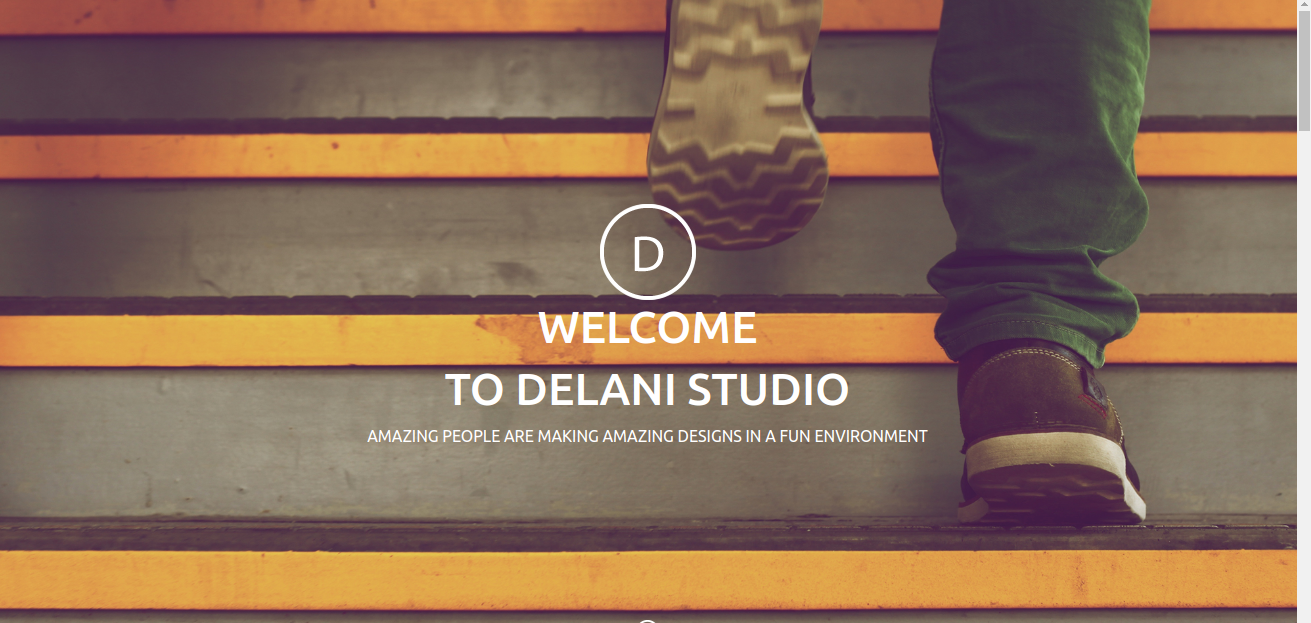 D
WELCOME
TO DELANI STUDIO
AMAZING PEOPLE ARE MAKING AMAZING DESIGNS IN A FUN ENVIRONMENT